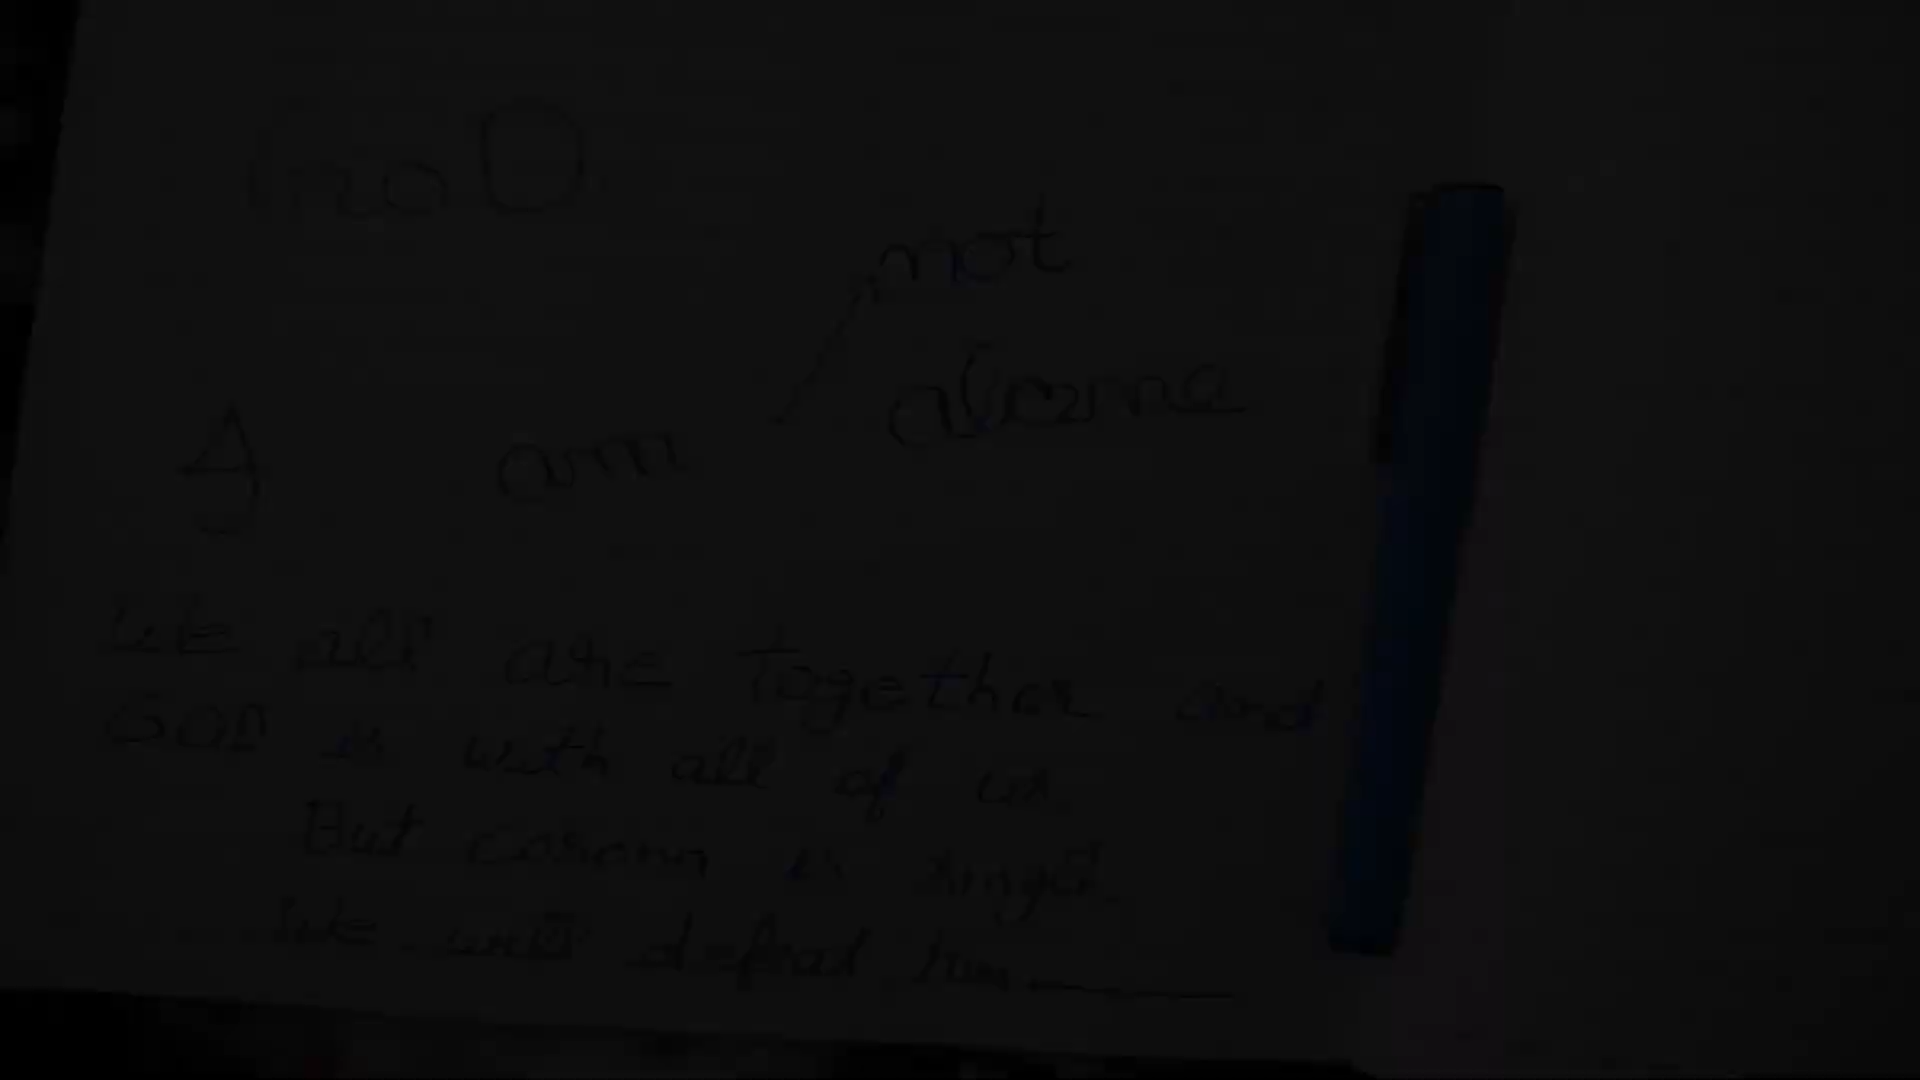 not
I am alone
We all are Together and
GOD is with all of us.
But corona is single.
We will defeat him